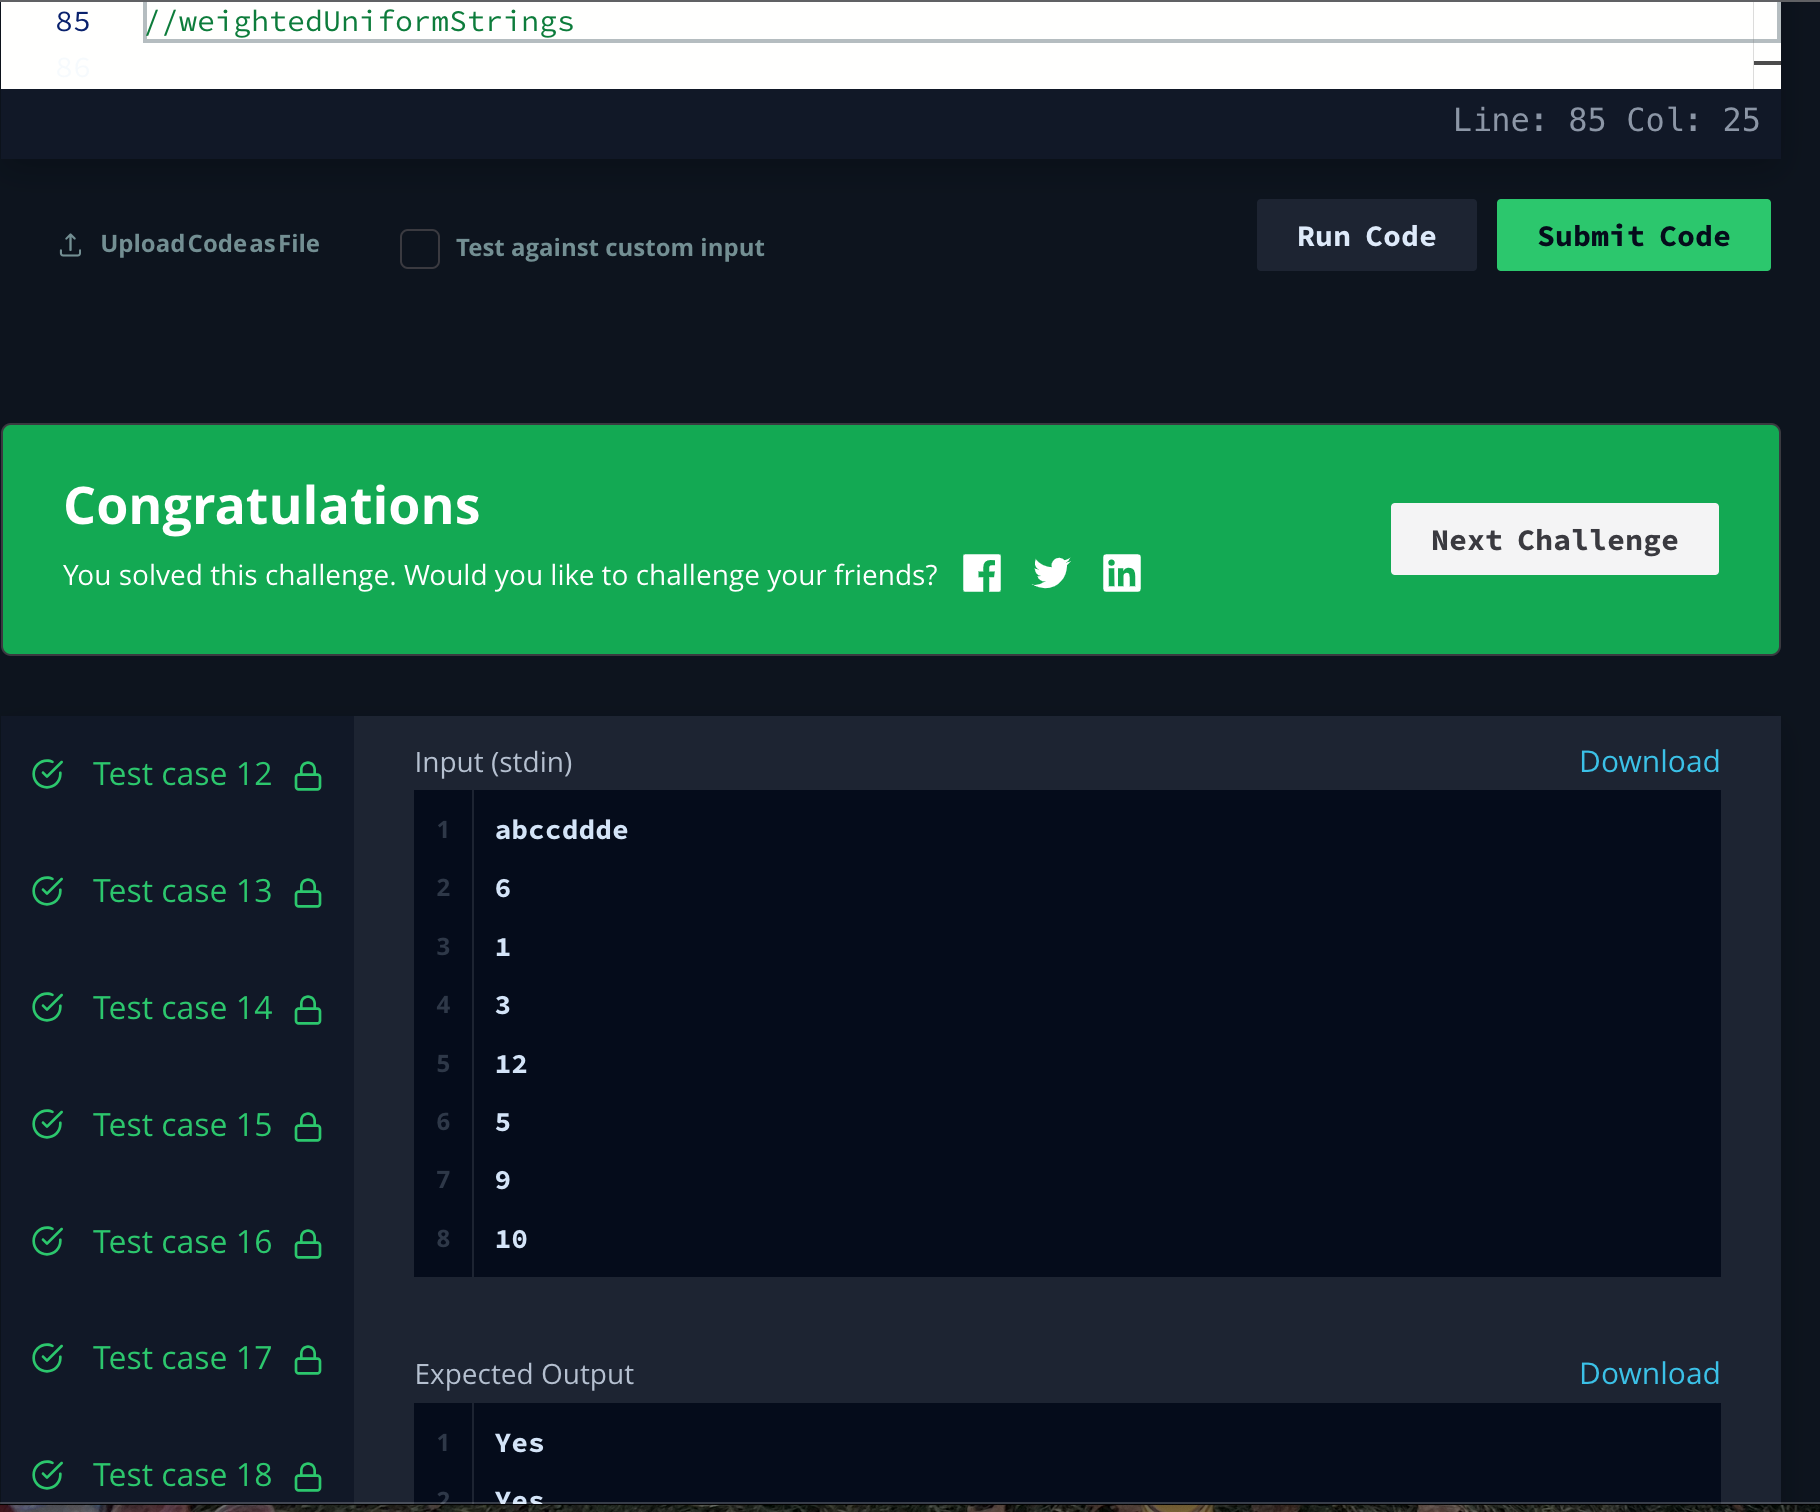 85 //weightedUniformStrings
86
Line: 85 Col: 25
Upload Code as File
Test against custom input
Run Code
Submit Code
Congratulations
You solved this challenge. Would you like to challenge your friends?
Next Challenge
Test case 12
Test case 13
Test case 14
Test case 15
Test case 16
Test case 17
Test case 18
Input (stdin)
Download
1 abccddde
2 6
3 1
4 3
5 12
6 5
7 9
8 10
Expected Output
Download
1 Yes
2 Yes